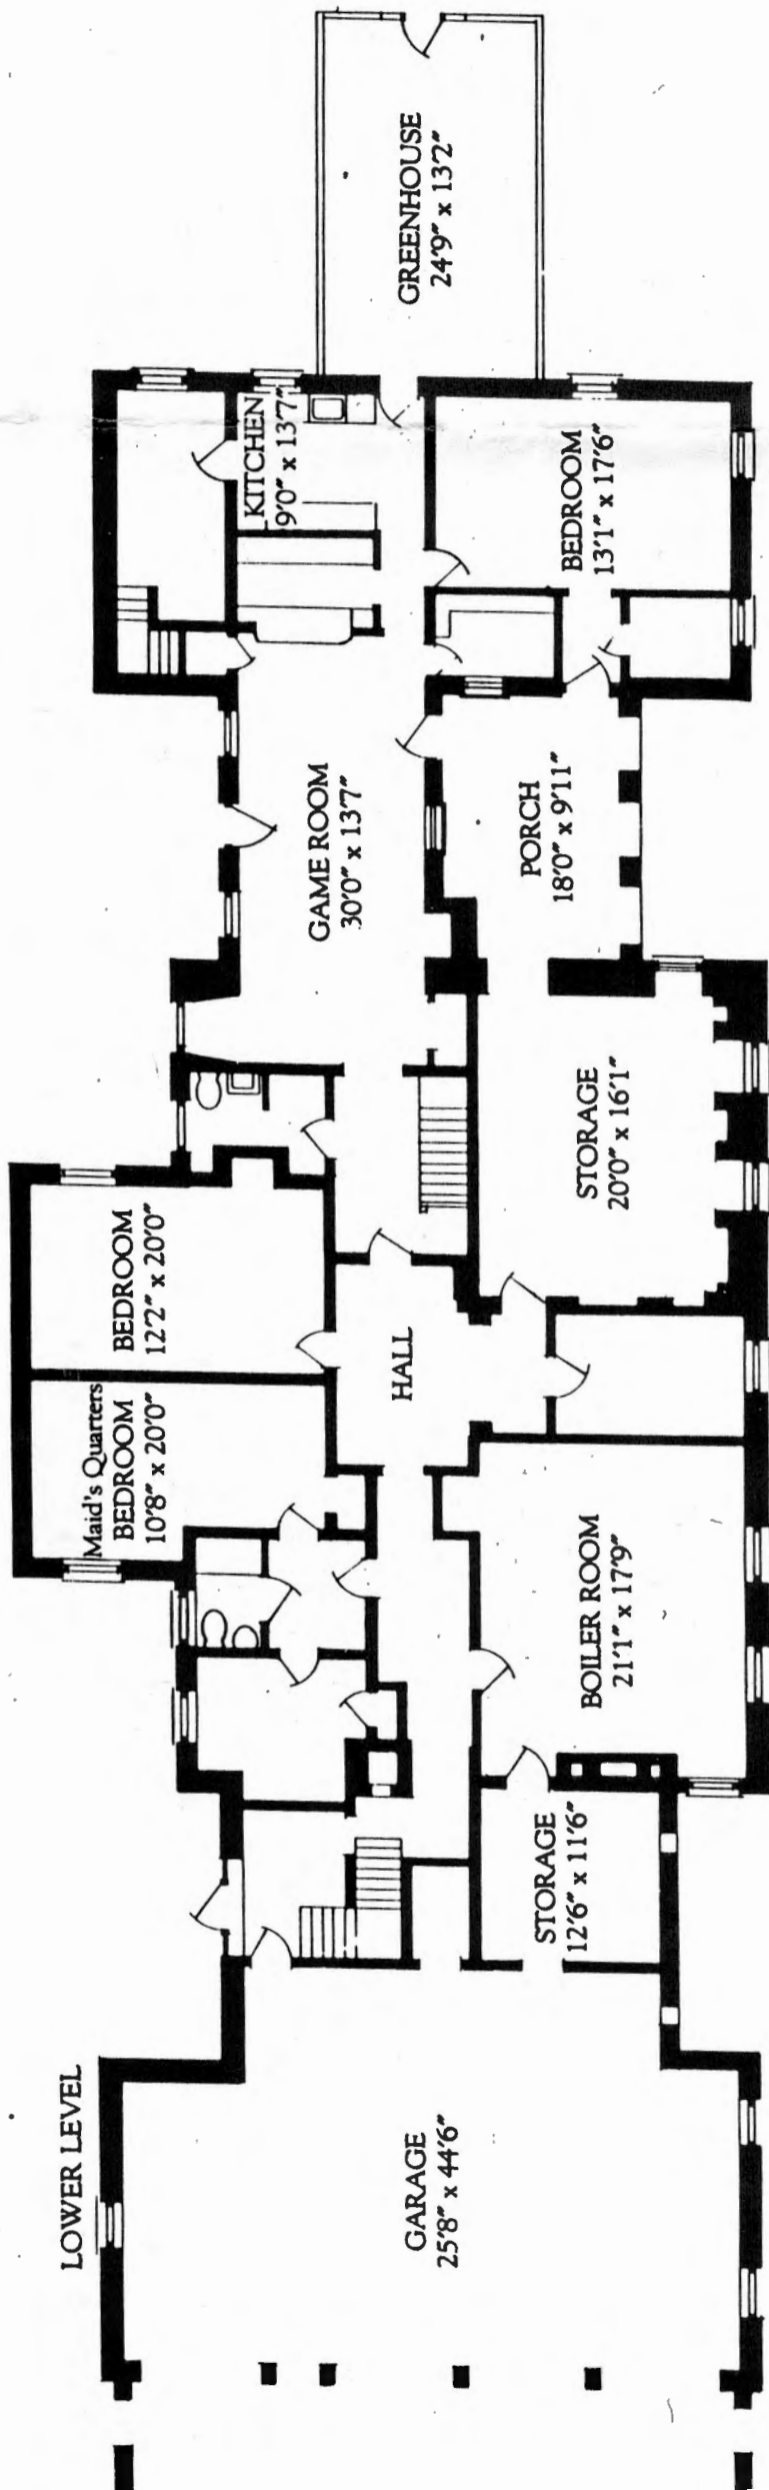 LOWER LEVEL
GARAGE
25'8" x 44'6"
STORAGE
12'6" x 11'6"
BOILER ROOM
21'1" x 17'9"
Maid's Quarters
BEDROOM
10'8" x 20'0"
BEDROOM
12'2" x 20'0"
HALL
STORAGE
20'0" x 16'1"
GAME ROOM
30'0" x 13'7"
PORCH
18'0" x 9'11"
KITCHEN
9'0" x 13'7"
BEDROOM
13'1" x 17'6"
GREENHOUSE
24'9" x 13'2"